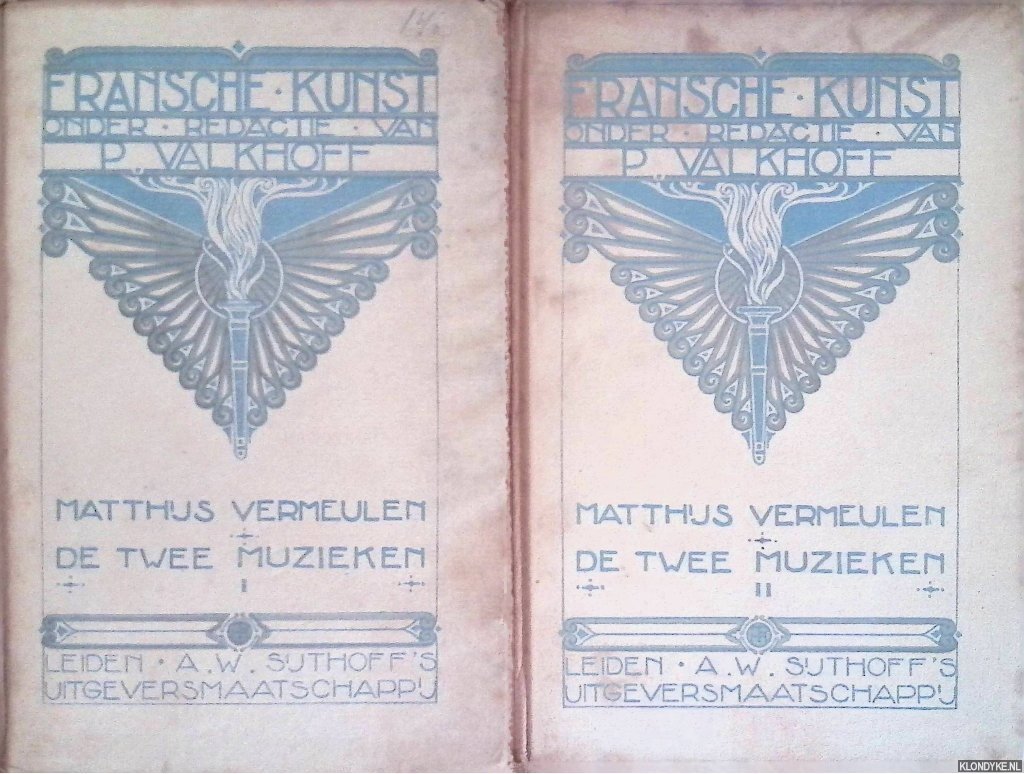 FRANSCHE · KUNST
ONDER · REDACTIE · VAN
P. VALKHOFF
MATTHIJS VERMEULEN
DE TWEE MUZIEKEN
I
LEIDEN · A.W. SIJTHOFF'S
UITGEVERSMAATSCHAPPIJ
FRANSCHE · KUNST
ONDER · REDACTIE · VAN
P. VALKHOFF
MATTHIJS VERMEULEN
DE TWEE MUZIEKEN
II
LEIDEN · A.W. SIJTHOFF'S
UITGEVERSMAATSCHAPPIJ
KLONDYKE.NL